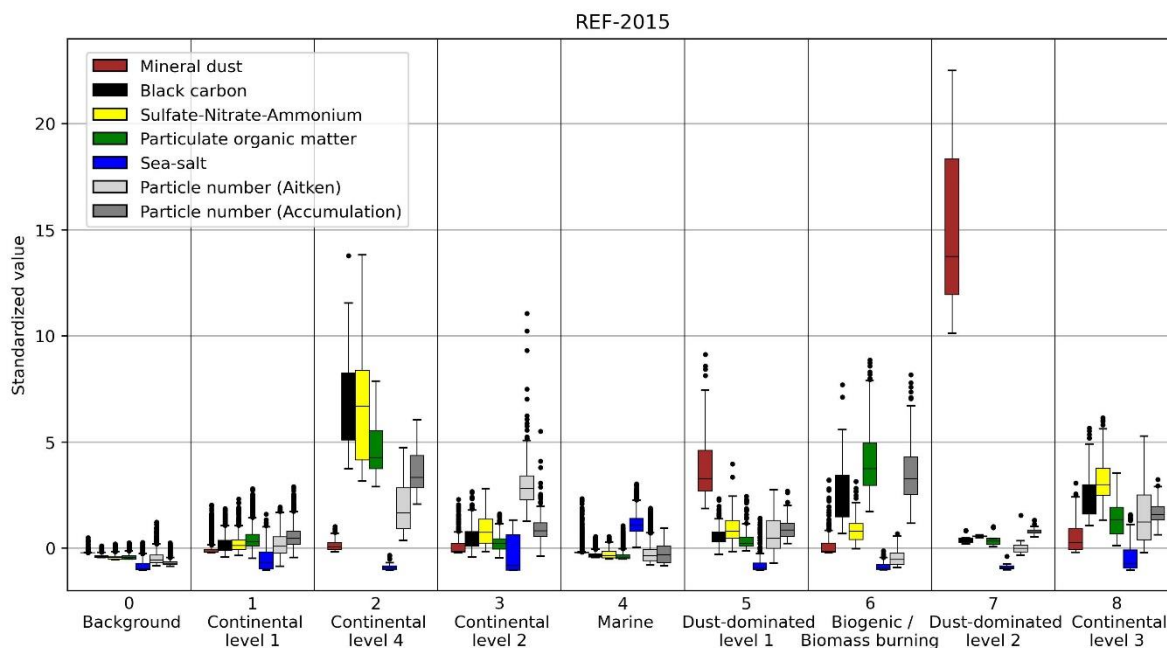 REF-2015
Mineral dust
Black carbon
Sulfate-Nitrate-Ammonium
Particulate organic matter
Sea-salt
Particle number (Aitken)
Particle number (Accumulation)
Standardized value
20
15
10
5
0
0
Background
1
Continental
level 1
2
Continental
level 4
3
Continental
level 2
4
Marine
5
Dust-dominated
level 1
6
Biogenic /
Biomass burning
7
Dust-dominated
level 2
8
Continental
level 3